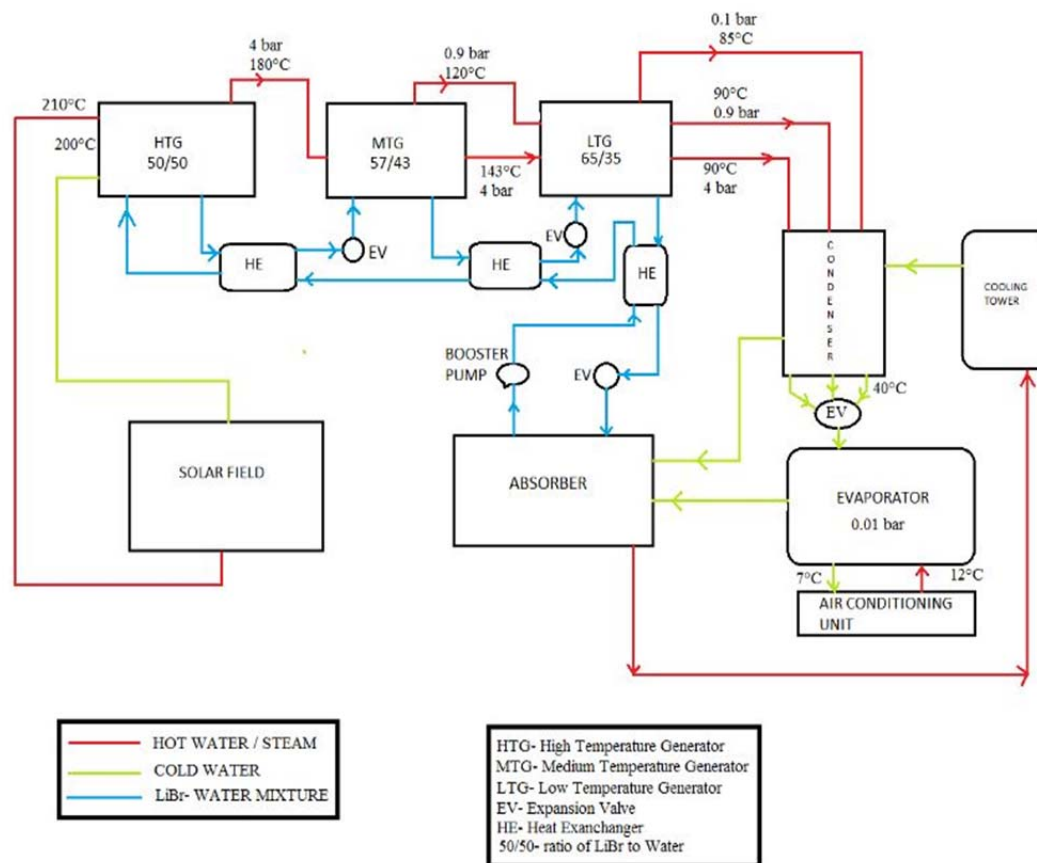 4 bar
180°C
0.9 bar
120°C
0.1 bar
85°C
210°C
200°C
HTG
50/50
MTG
57/43
143°C
4 bar
LTG
65/35
90°C
0.9 bar
90°C
4 bar
HE
EV
HE
EV
HE
CONDENSER
COOLING
TOWER
BOOSTER
PUMP
EV
40°C
EV
SOLAR FIELD
ABSORBER
EVAPORATOR
0.01 bar
7°C
12°C
AIR CONDITIONING
UNIT
HOT WATER / STEAM
COLD WATER
LiBr- WATER MIXTURE
HTG- High Temperature Generator
MTG- Medium Temperature Generator
LTG- Low Temperature Generator
EV- Expansion Valve
HE- Heat Exanchanger
50/50- ratio of LiBr to Water